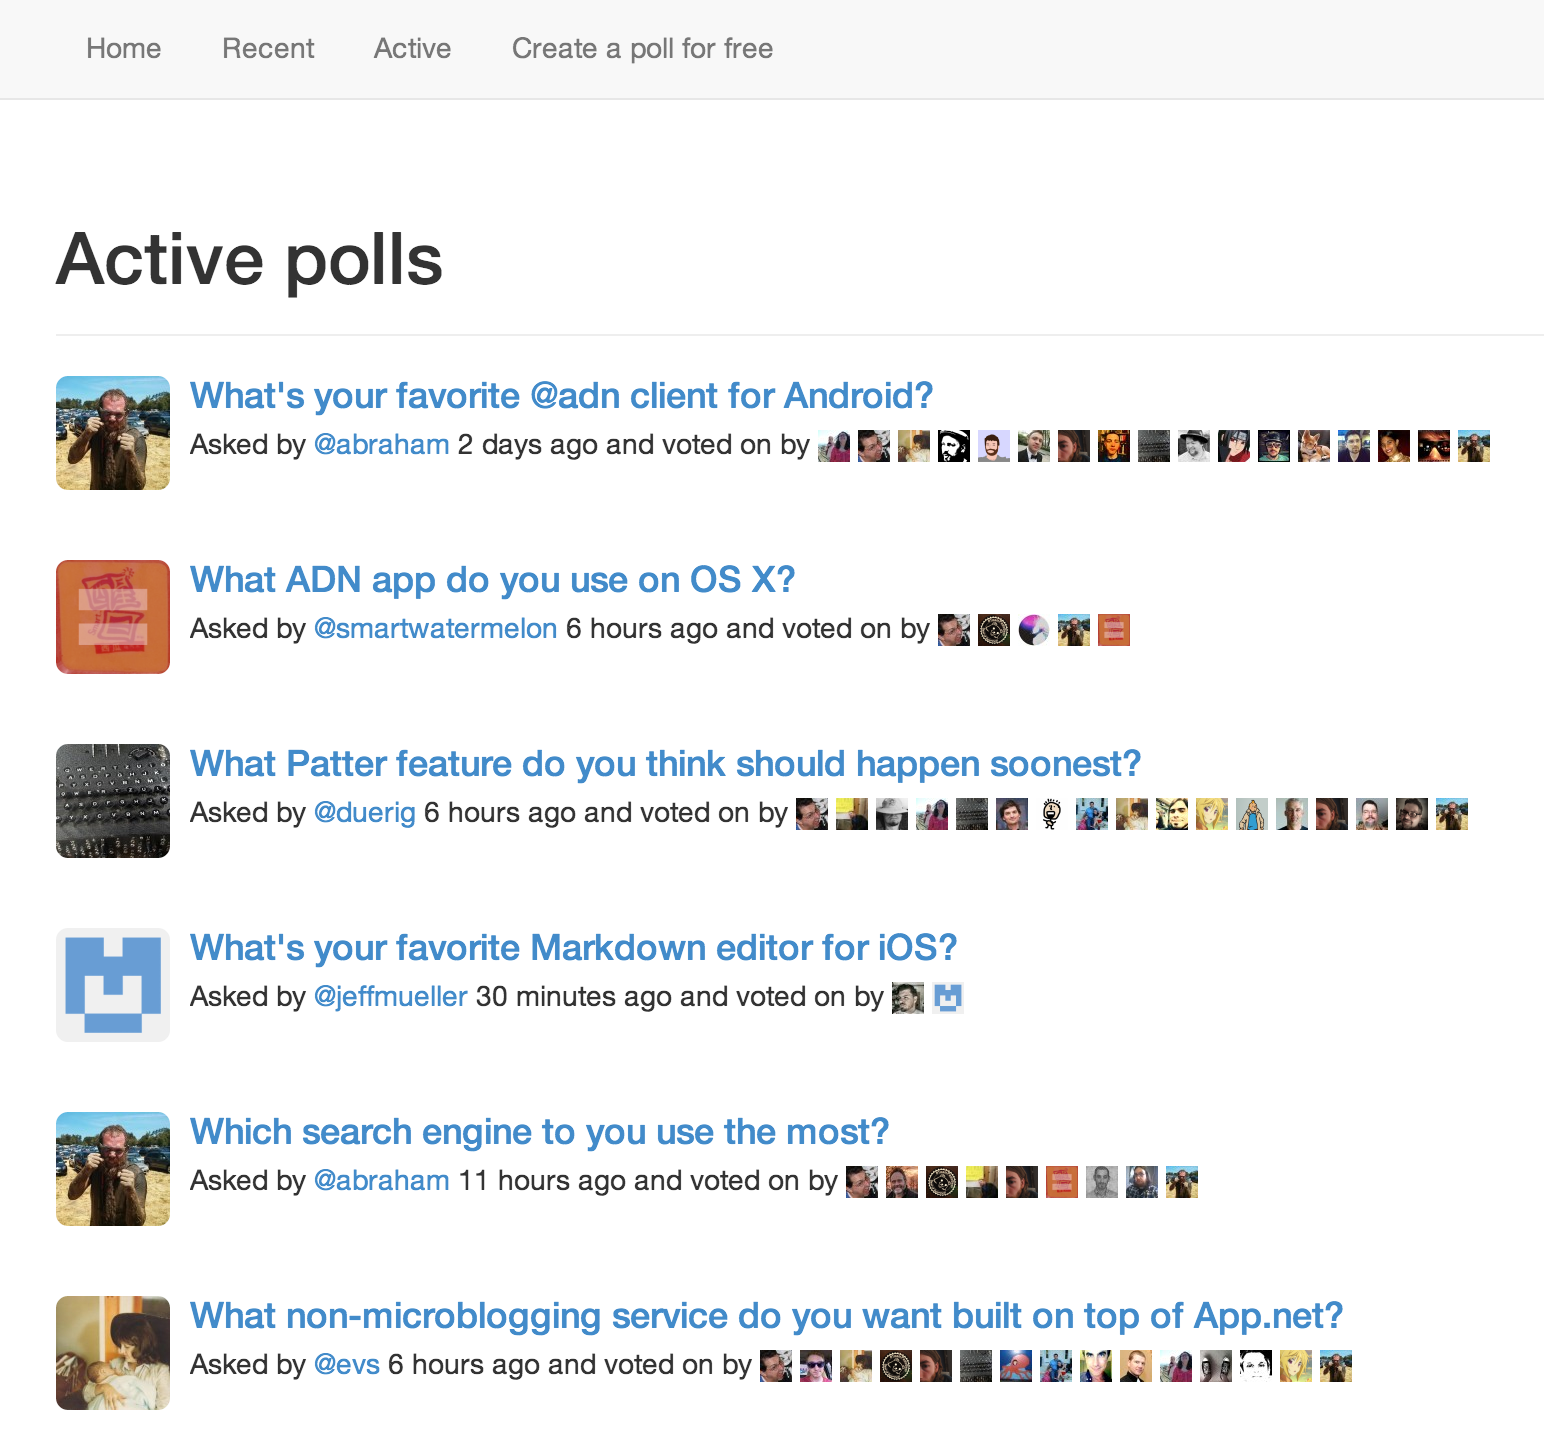 Home Recent Active Create a poll for free
Active polls
What's your favorite @adn client for Android?
Asked by @abraham 2 days ago and voted on by
What ADN app do you use on OS X?
Asked by @smartwatermelon 6 hours ago and voted on by
What Patter feature do you think should happen soonest?
Asked by @duerig 6 hours ago and voted on by
What's your favorite Markdown editor for iOS?
Asked by @jeffmueller 30 minutes ago and voted on by
Which search engine to you use the most?
Asked by @abraham 11 hours ago and voted on by
What non-microblogging service do you want built on top of App.net?
Asked by @evs 6 hours ago and voted on by